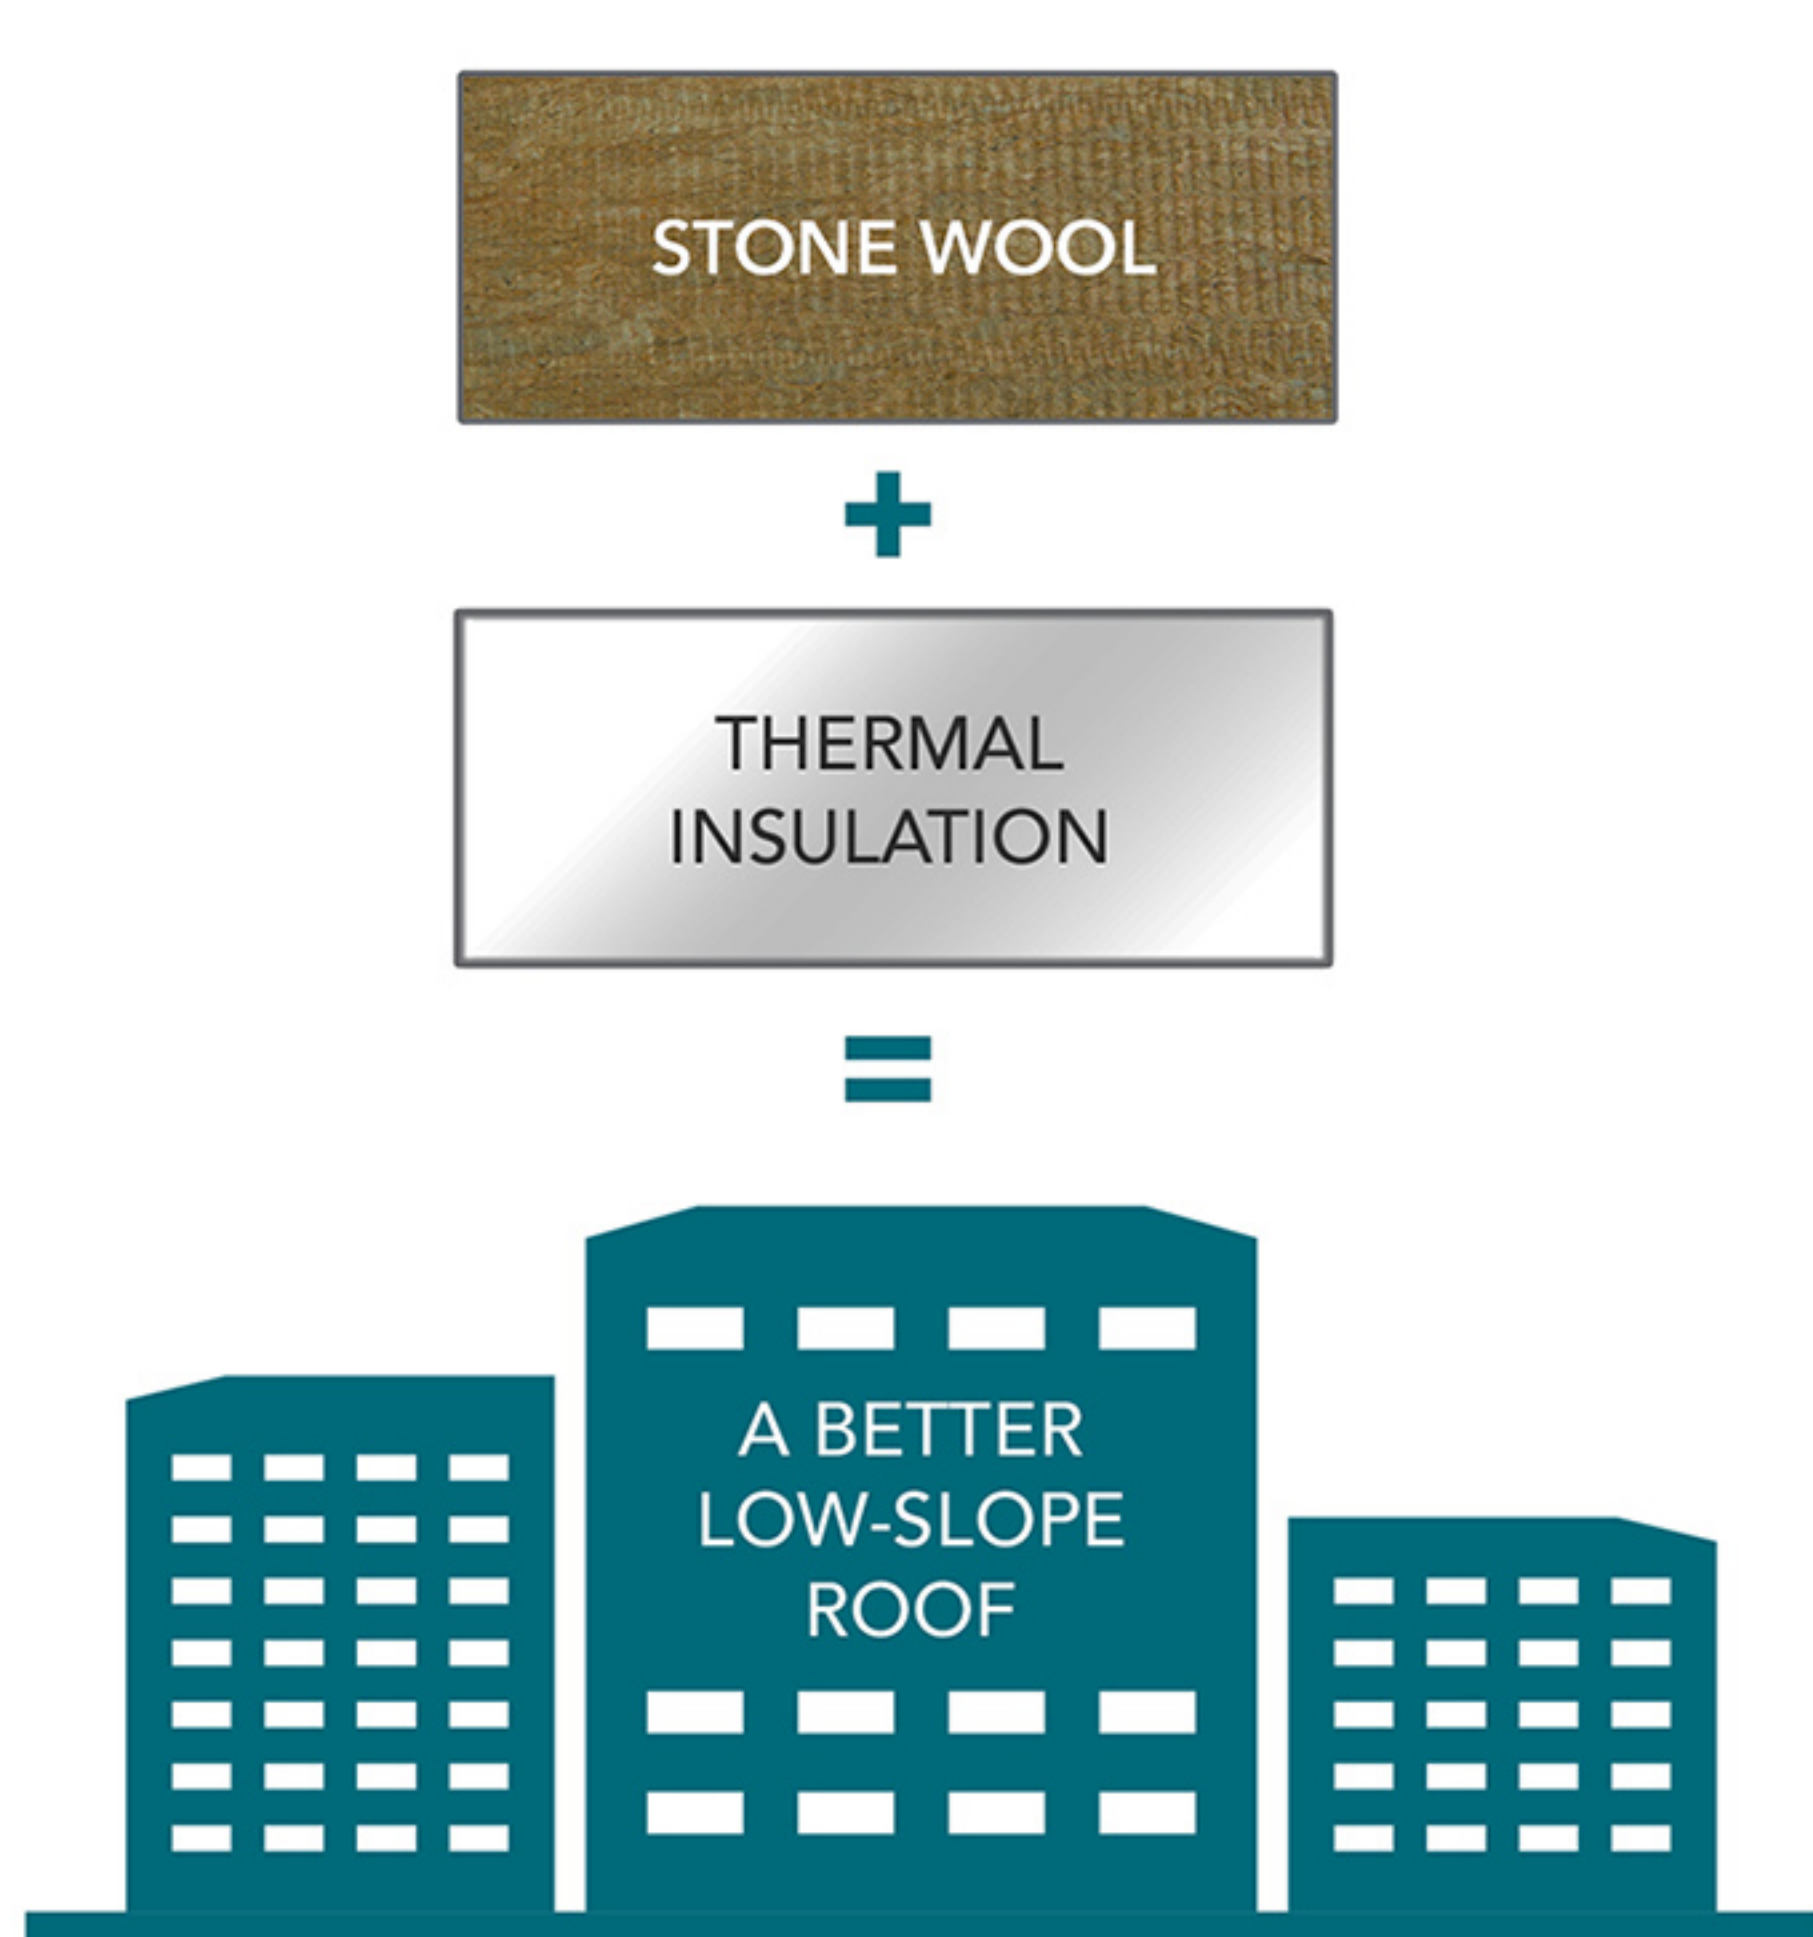 STONE WOOL
+
THERMAL
INSULATION
=
A BETTER
LOW-SLOPE
ROOF